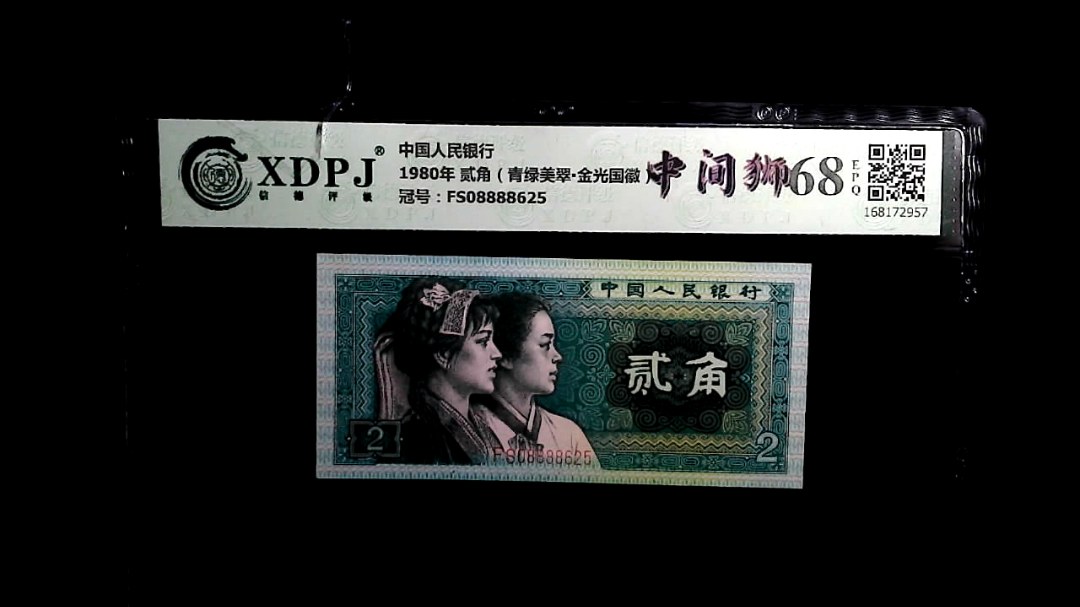 XDPJ®
信德评级
中国人民银行
1980年 贰角（青绿美翠·金光国徽）
冠号：FS08888625
中间狮
68
EPQ
168172957
中国人民银行
贰角
2
2
FS08888625